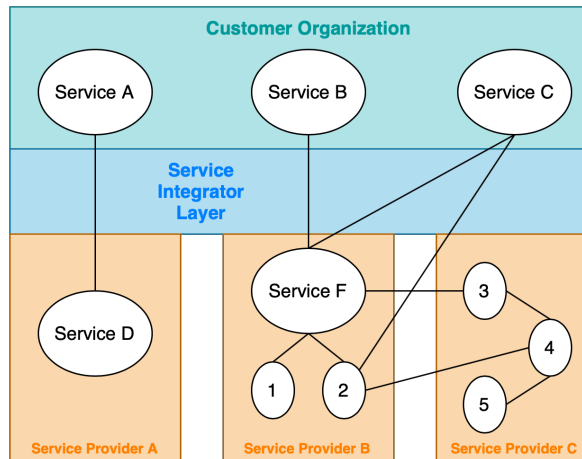 Customer Organization
Service A
Service B
Service C
Service
Integrator
Layer
Service D
Service F
3
4
1
2
5
Service Provider A
Service Provider B
Service Provider C